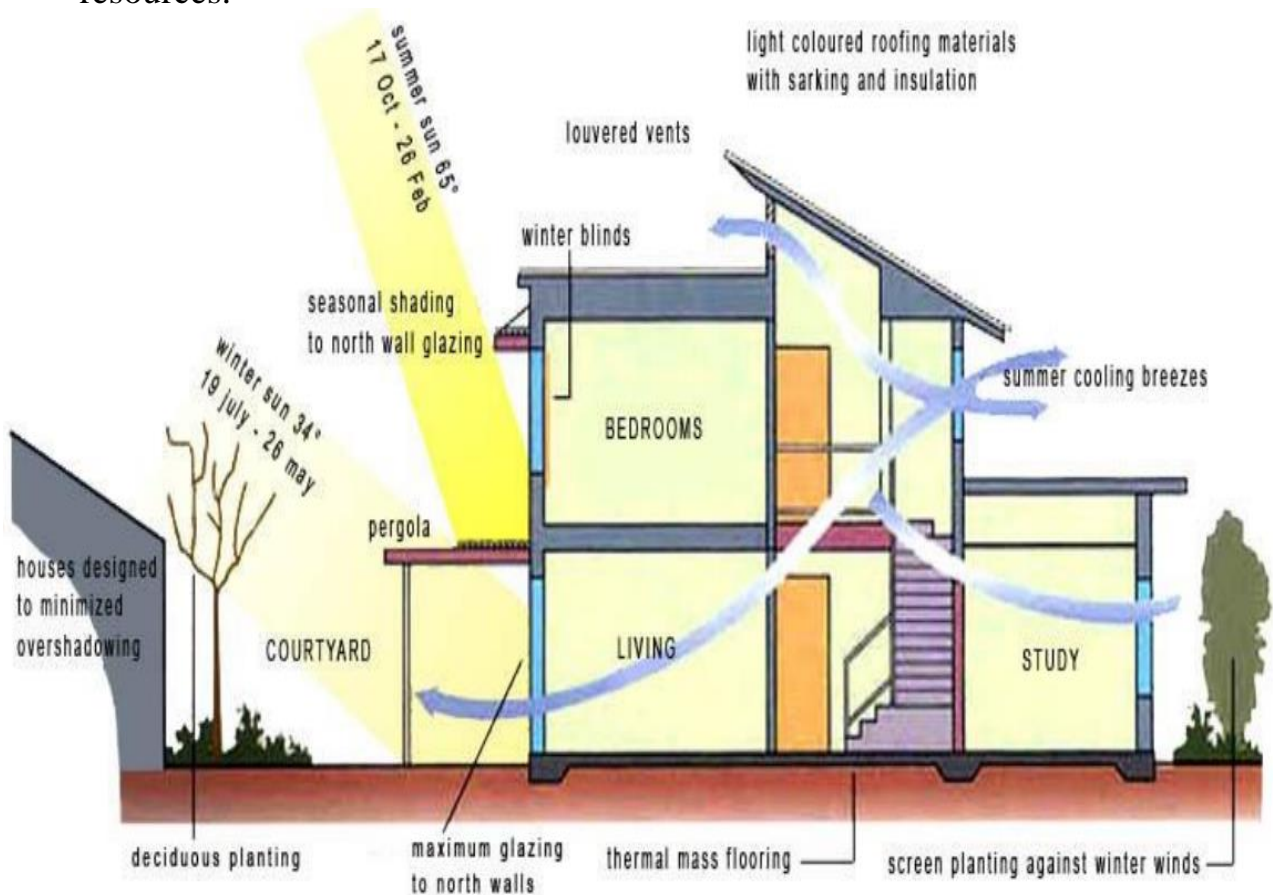 resources.
summer sun 65°
17 Oct - 26 Feb
light coloured roofing materials
with sarking and insulation
louvered vents
winter blinds
seasonal shading
to north wall glazing
winter sun 34°
19 july - 26 may
summer cooling breezes
BEDROOMS
pergola
houses designed
to minimized
overshadowing
COURTYARD
LIVING
STUDY
deciduous planting
maximum glazing
to north walls
thermal mass flooring
screen planting against winter winds